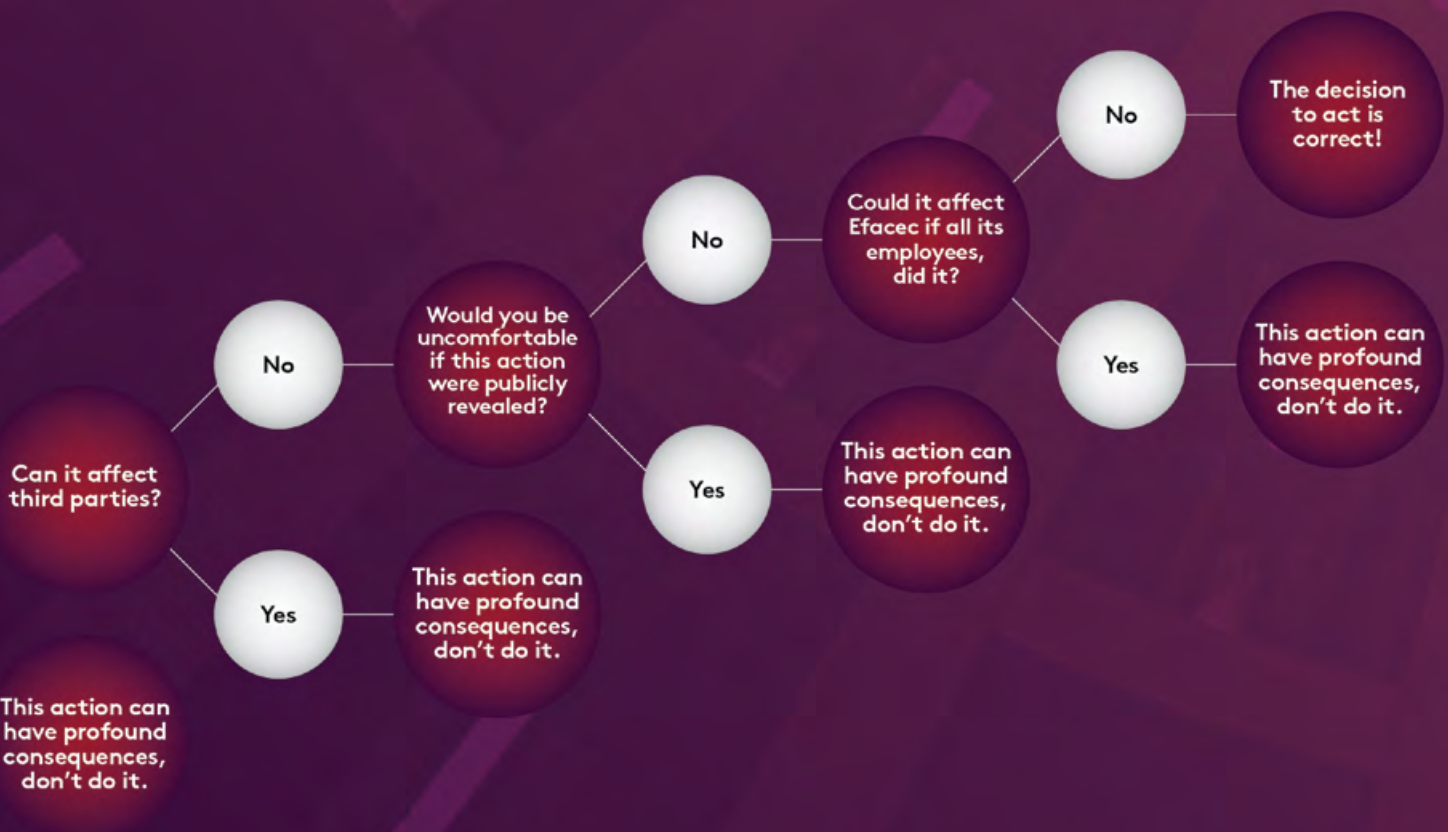 Can it affect
third parties?
No
Yes
This action can
have profound
consequences,
don't do it.
Would you be
uncomfortable
if this action
were publicly
revealed?
This action can
have profound
consequences,
don't do it.
No
Yes
Could it affect
Efacec if all its
employees,
did it?
This action can
have profound
consequences,
don't do it.
No
Yes
The decision
to act is
correct!
This action can
have profound
consequences,
don't do it.